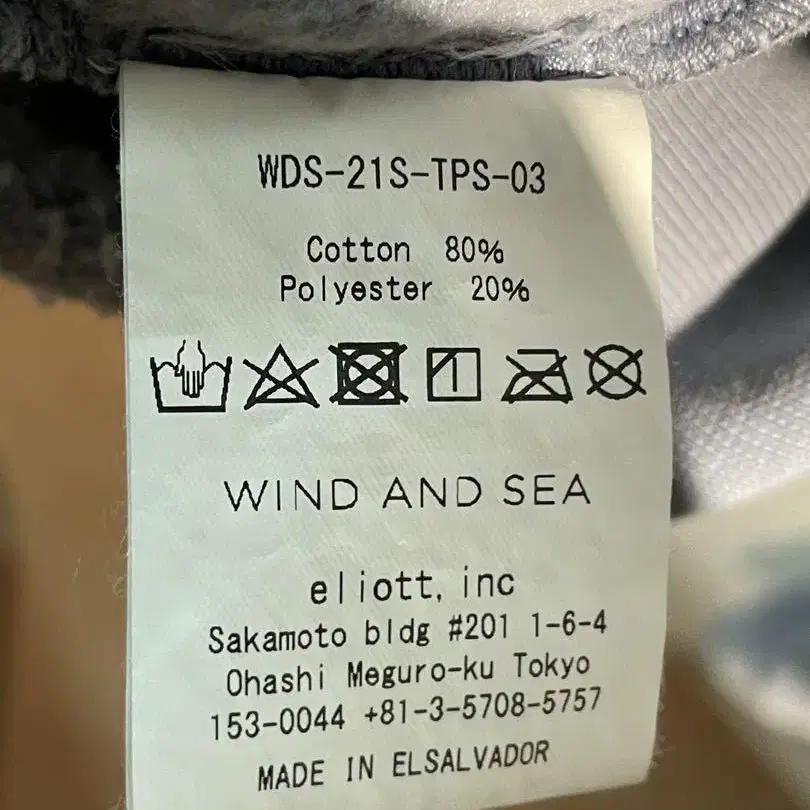 WDS-21S-TPS-03
Cotton 80%
Polyester 20%
WIND AND SEA
eliott, inc
Sakamoto bldg #201 1-6-4
Ohashi Meguro-ku Tokyo
153-0044 +81-3-5708-5757
MADE IN ELSALVADOR